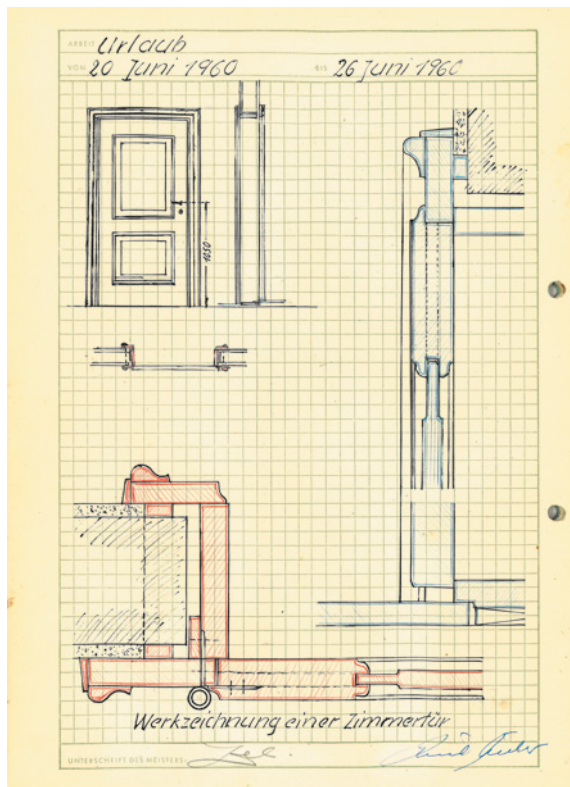 ARBEIT Urlaub
VON 20 Juni 1960 BIS 26 Juni 1960
1050
Werkzeichnung einer Zimmertür
UNTERSCHRIFT DES MEISTERS: